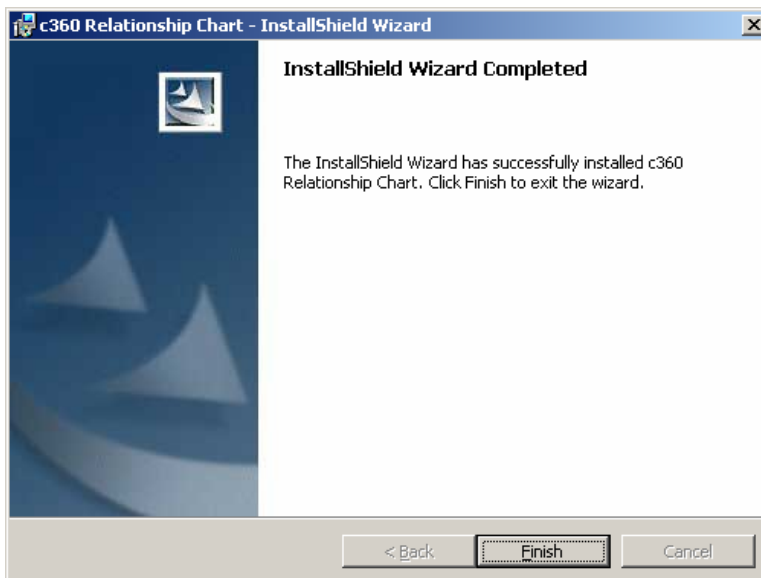 c360 Relationship Chart - InstallShield Wizard
InstallShield Wizard Completed
The InstallShield Wizard has successfully installed c360
Relationship Chart. Click Finish to exit the wizard.
< Back
Finish
Cancel